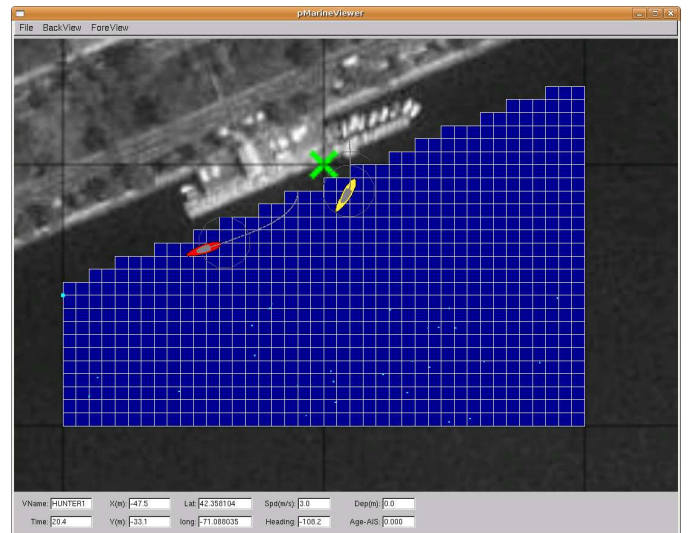 pMarineViewer
File BackView ForeView
VName: HUNTER1 X(m): -47.5 Lat: 42.358104 Spd(m/s): 3.0 Dep(m): 0.0
Time: 20.4 Y(m): -33.1 long: -71.088035 Heading: -108.2 Age-AIS: 0.000